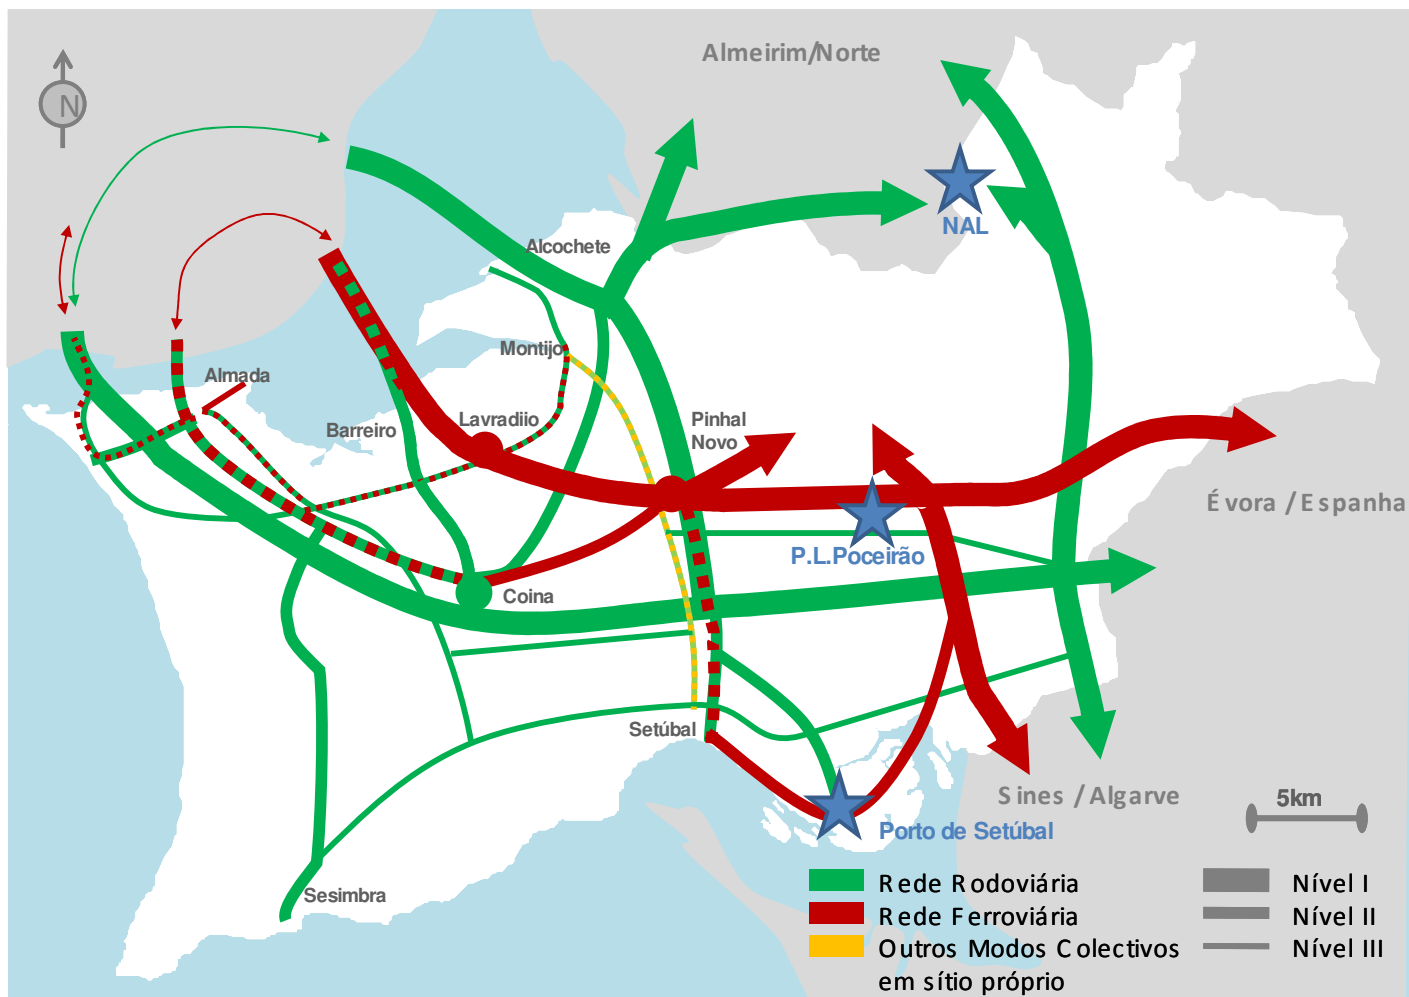 Almeirim/Norte
N
NAL
Alcochete
Montijo
Almada
Lavradiio
Pinhal
Novo
Barreiro
Évora / Espanha
P.L.Poceirão
Coina
Setúbal
Sines / Algarve
5km
Porto de Setúbal
Sesimbra
Rede Rodoviária
Nível I
Rede Ferroviária
Nível II
Outros Modos Colectivos
em sítio próprio
Nível III